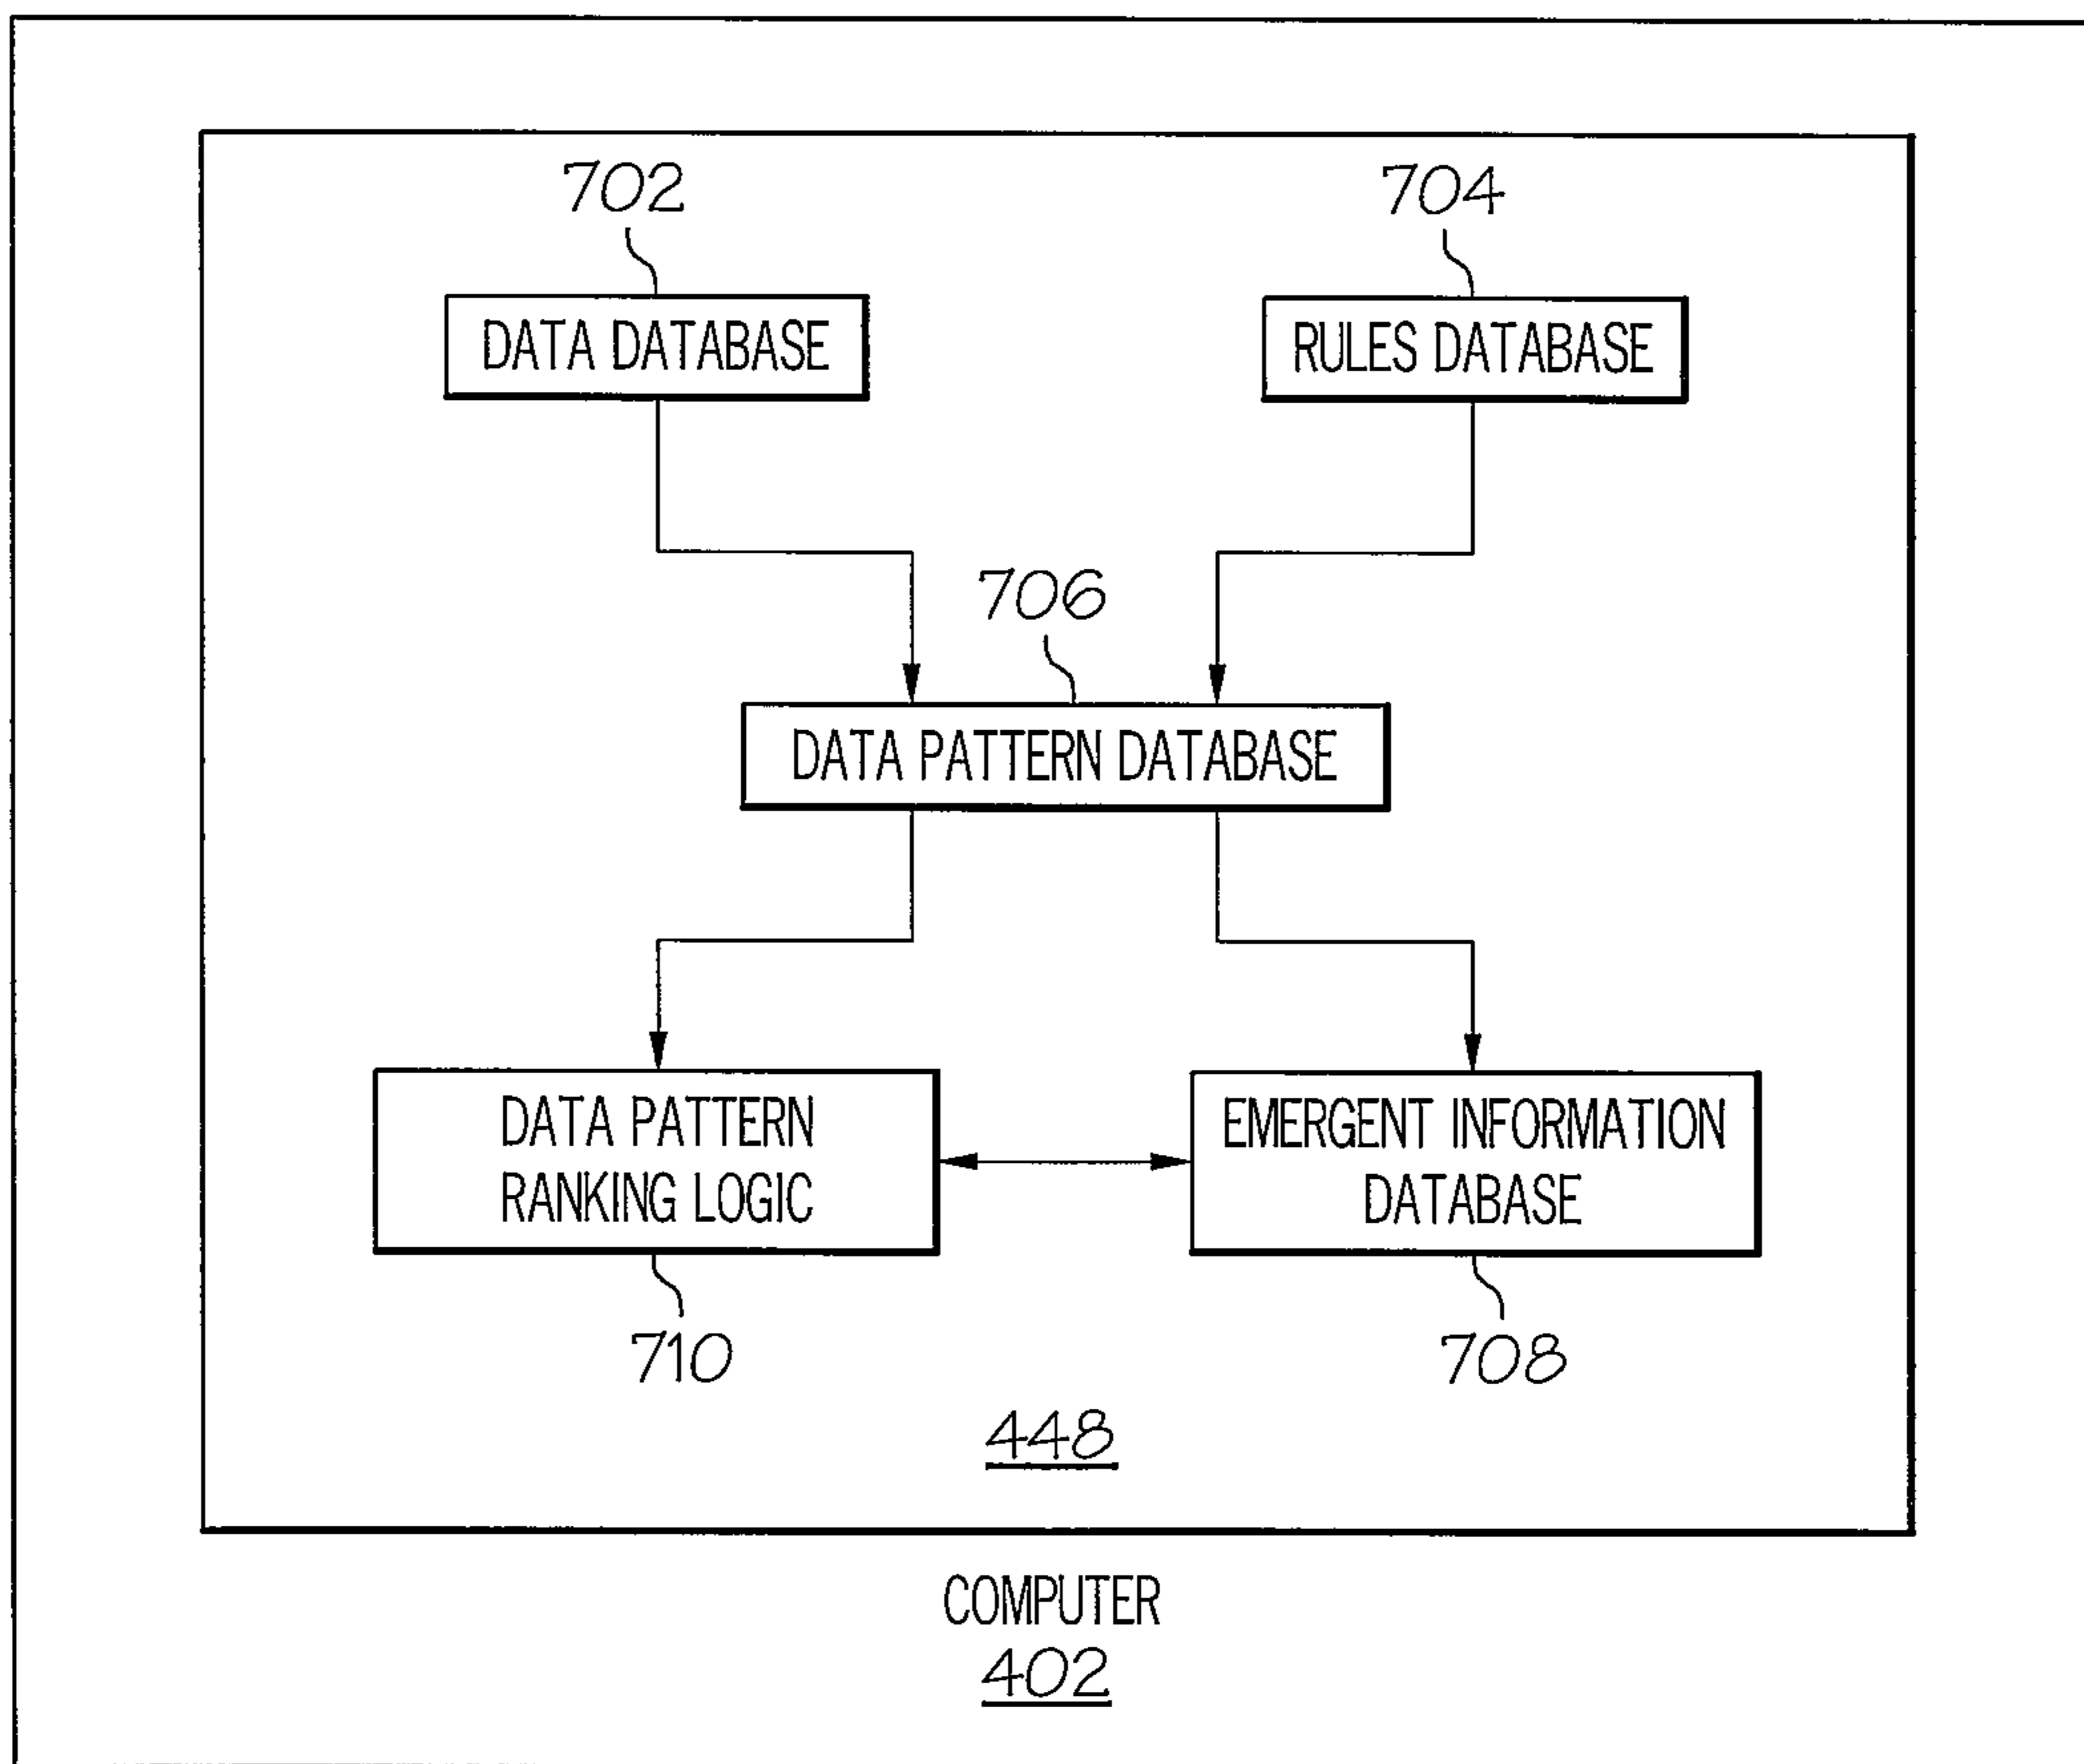 702
704
DATA DATABASE
RULES DATABASE
706
DATA PATTERN DATABASE
DATA PATTERN
RANKING LOGIC
EMERGENT INFORMATION
DATABASE
710
708
448
COMPUTER
402